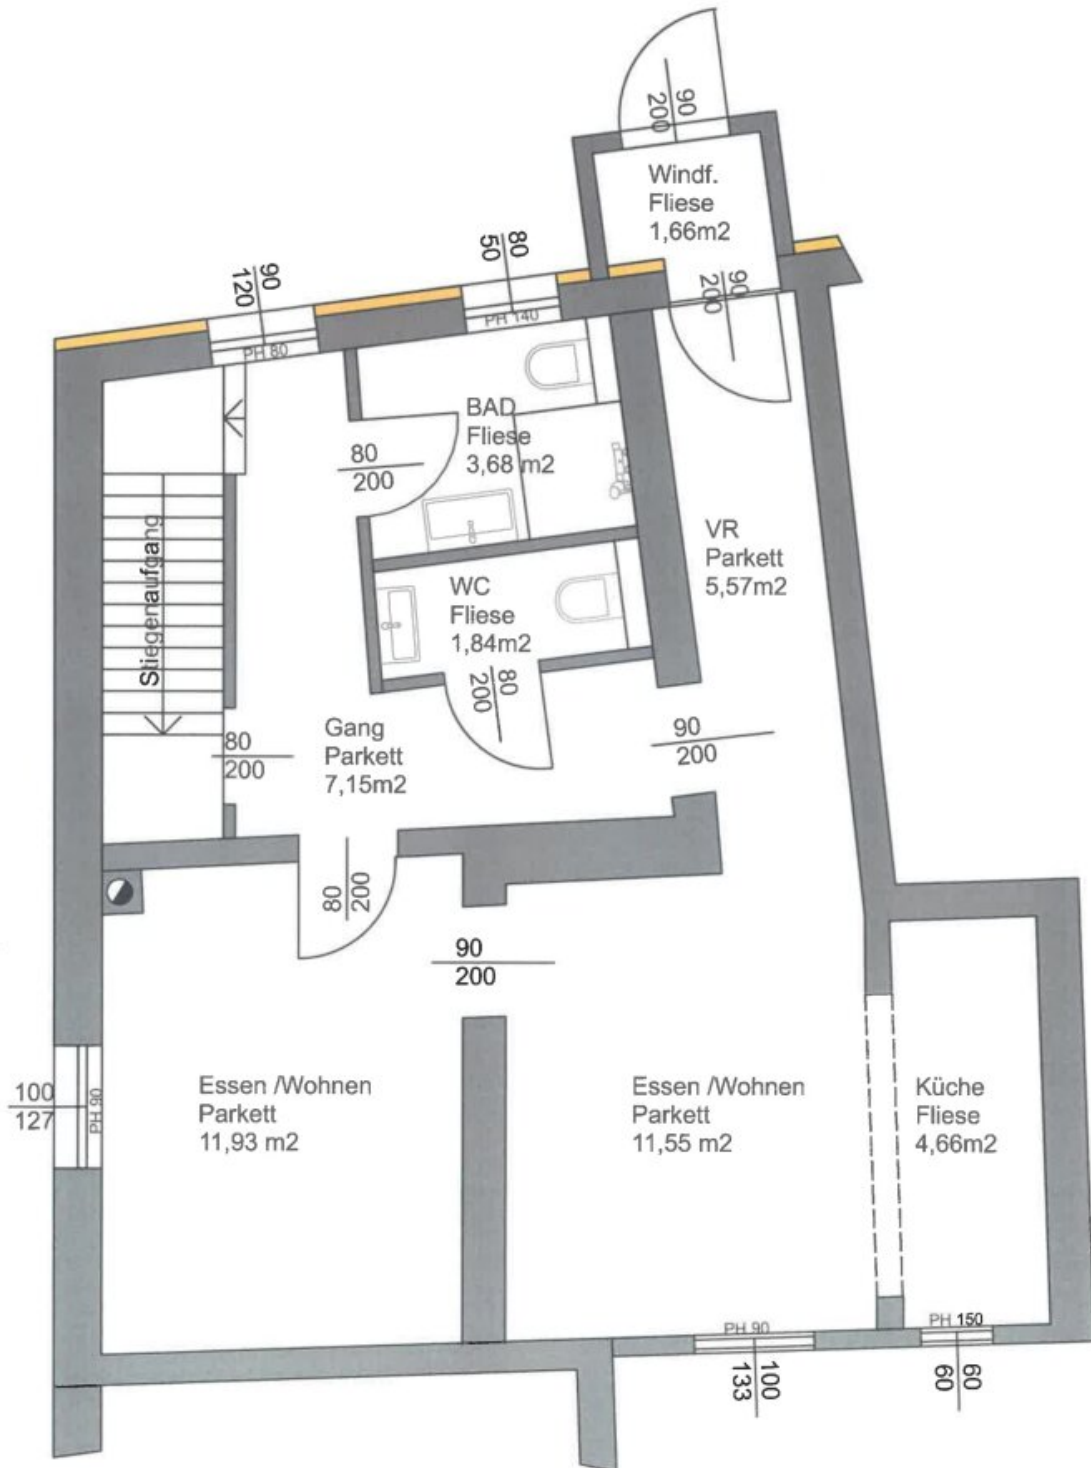 90
200
Windf.
Fliese
1,66m2
80
50
90
120
90
200
PH 140
PH 80
BAD
Fliese
3,68 m2
80
200
VR
Parkett
5,57m2
Stiegenaufgang
WC
Fliese
1,84m2
80
200
Gang
Parkett
7,15m2
90
200
80
200
200
80
90
200
100
127
PH 90
Essen /Wohnen
Parkett
11,93 m2
Essen /Wohnen
Parkett
11,55 m2
Küche
Fliese
4,66m2
PH 90
PH 150
100
133
60
60